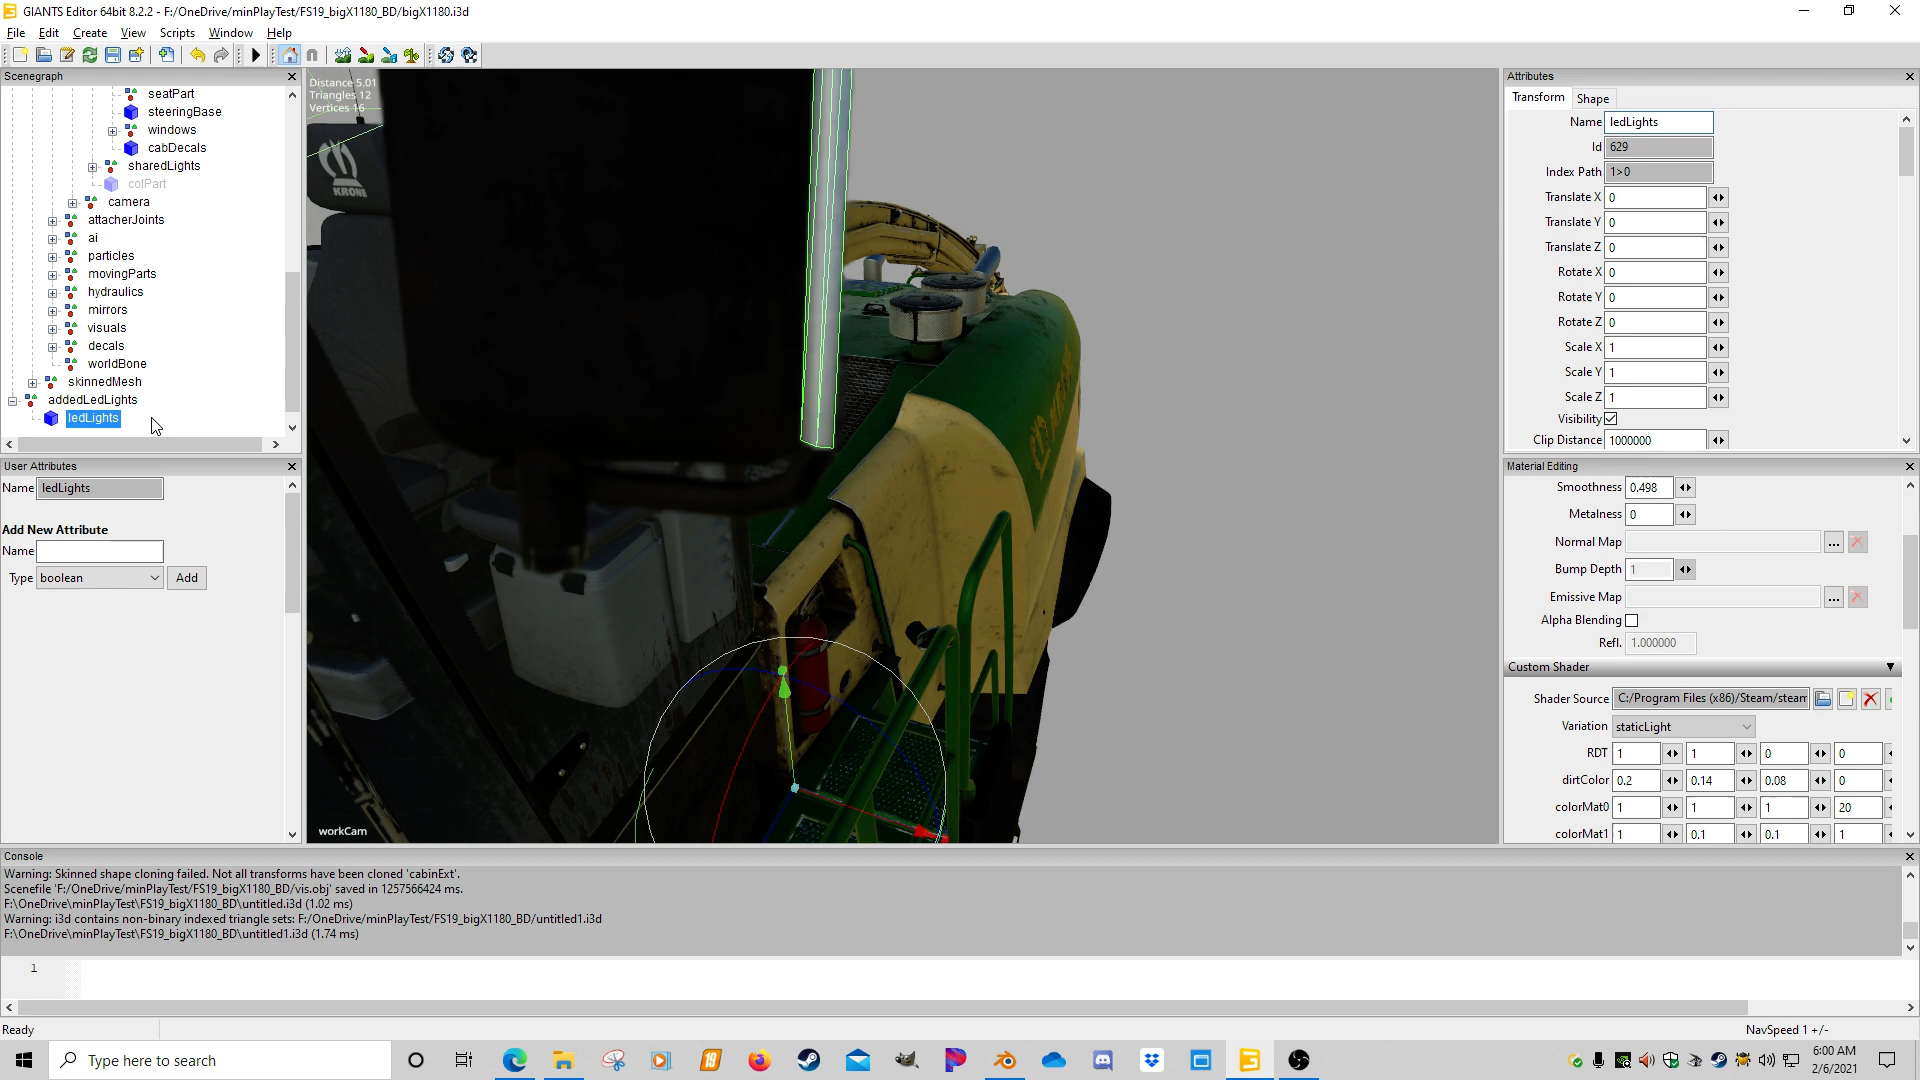 GIANTS Editor 64bit 8.2.2 - F:/OneDrive/minPlayTest/FS19_bigX1180_BD/bigX1180.i3d
File Edit Create View Scripts Window Help
Scenegraph
seatPart
steeringBase
windows
cabDecals
sharedLights
colPart
camera
attacherJoints
ai
particles
movingParts
hydraulics
mirrors
visuals
decals
worldBone
skinnedMesh
addedLedLights
ledLights
User Attributes
Name ledLights
Add New Attribute
Name
Type boolean Add
Distance 5.01
Triangles 12
Vertices 16
KRONE
workCam
Attributes
Transform Shape
Name ledLights
Id 629
Index Path 1>0
Translate X 0
Translate Y 0
Translate Z 0
Rotate X 0
Rotate Y 0
Rotate Z 0
Scale X 1
Scale Y 1
Scale Z 1
Visibility
Clip Distance 1000000
Material Editing
Smoothness 0.498
Metalness 0
Normal Map ...
Bump Depth 1
Emissive Map ...
Alpha Blending
Refl. 1.000000
Custom Shader
Shader Source C:/Program Files (x86)/Steam/steam
Variation staticLight
RDT 1 1 0 0
dirtColor 0.2 0.14 0.08 0
colorMat0 1 1 1 20
colorMat1 1 0.1 0.1 1
Console
Warning: Skinned shape cloning failed. Not all transforms have been cloned 'cabinExt'.
Scenefile 'F:/OneDrive/minPlayTest/FS19_bigX1180_BD/vis.obj' saved in 1257566424 ms.
F:\OneDrive\minPlayTest\FS19_bigX1180_BD\untitled.i3d (1.02 ms)
Warning: i3d contains non-binary indexed triangle sets: F:/OneDrive/minPlayTest/FS19_bigX1180_BD/untitled1.i3d
F:\OneDrive\minPlayTest\FS19_bigX1180_BD\untitled1.i3d (1.74 ms)
1
Ready
NavSpeed 1 +/-
Type here to search
19
6:00 AM
2/6/2021